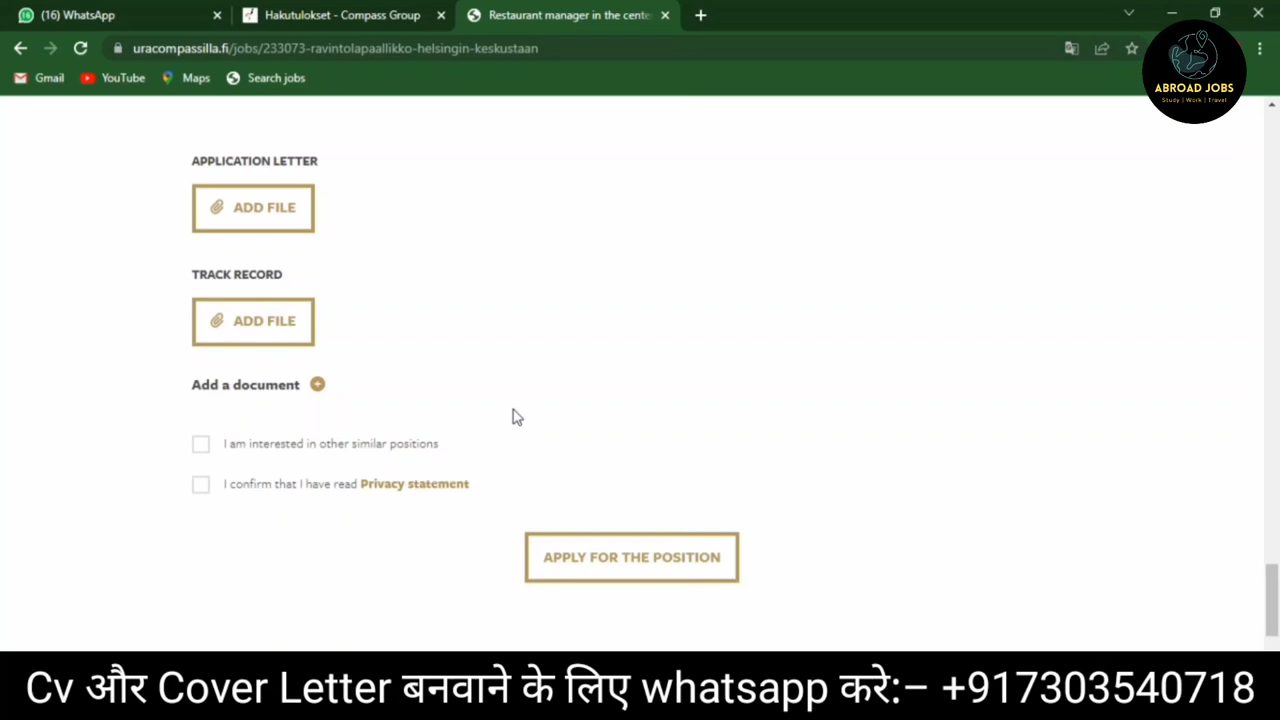 (16) WhatsApp
Hakutulokset - Compass Group
Restaurant manager in the cente
uracompassilla.fi/jobs/233073-ravintolapaallikko-helsingin-keskustaan
Gmail
YouTube
Maps
Search jobs
ABROAD JOBS
Study | Work | Travel
APPLICATION LETTER
ADD FILE
TRACK RECORD
ADD FILE
Add a document
I am interested in other similar positions
I confirm that I have read Privacy statement
APPLY FOR THE POSITION
Cv और Cover Letter बनवाने के लिए whatsapp करे:– +917303540718